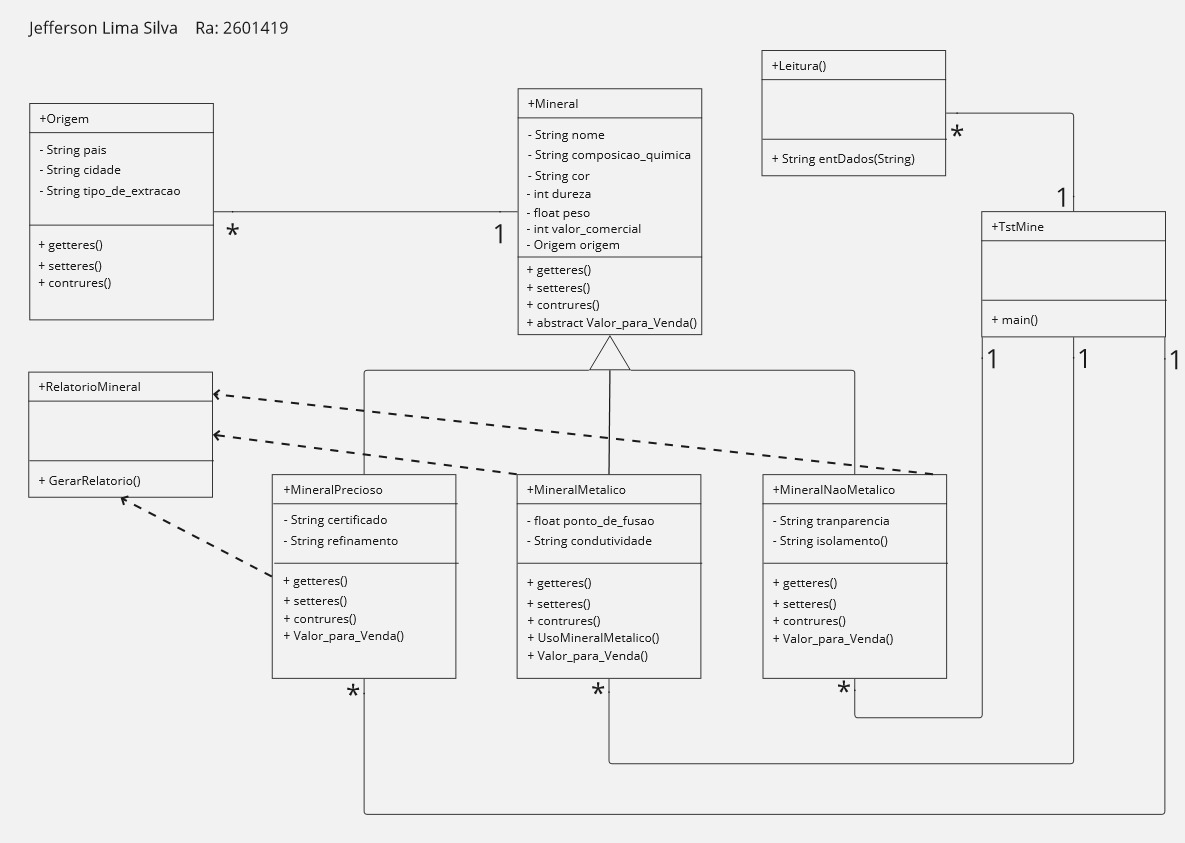 Jefferson Lima Silva    Ra: 2601419
+Origem
- String pais
- String cidade
- String tipo_de_extracao
+ getteres()
+ setteres()
+ contrures()
*
1
+Mineral
- String nome
- String composicao_quimica
- String cor
- int dureza
- float peso
- int valor_comercial
- Origem origem
+ getteres()
+ setteres()
+ contrures()
+ abstract Valor_para_Venda()
+Leitura()
+ String entDados(String)
*
1
+TstMine
+ main()
1
1
1
+RelatorioMineral
+ GerarRelatorio()
+MineralPrecioso
- String certificado
- String refinamento
+ getteres()
+ setteres()
+ contrures()
+ Valor_para_Venda()
*
+MineralMetalico
- float ponto_de_fusao
- String condutividade
+ getteres()
+ setteres()
+ contrures()
+ UsoMineralMetalico()
+ Valor_para_Venda()
*
+MineralNaoMetalico
- String tranparencia
- String isolamento()
+ getteres()
+ setteres()
+ contrures()
+ Valor_para_Venda()
*